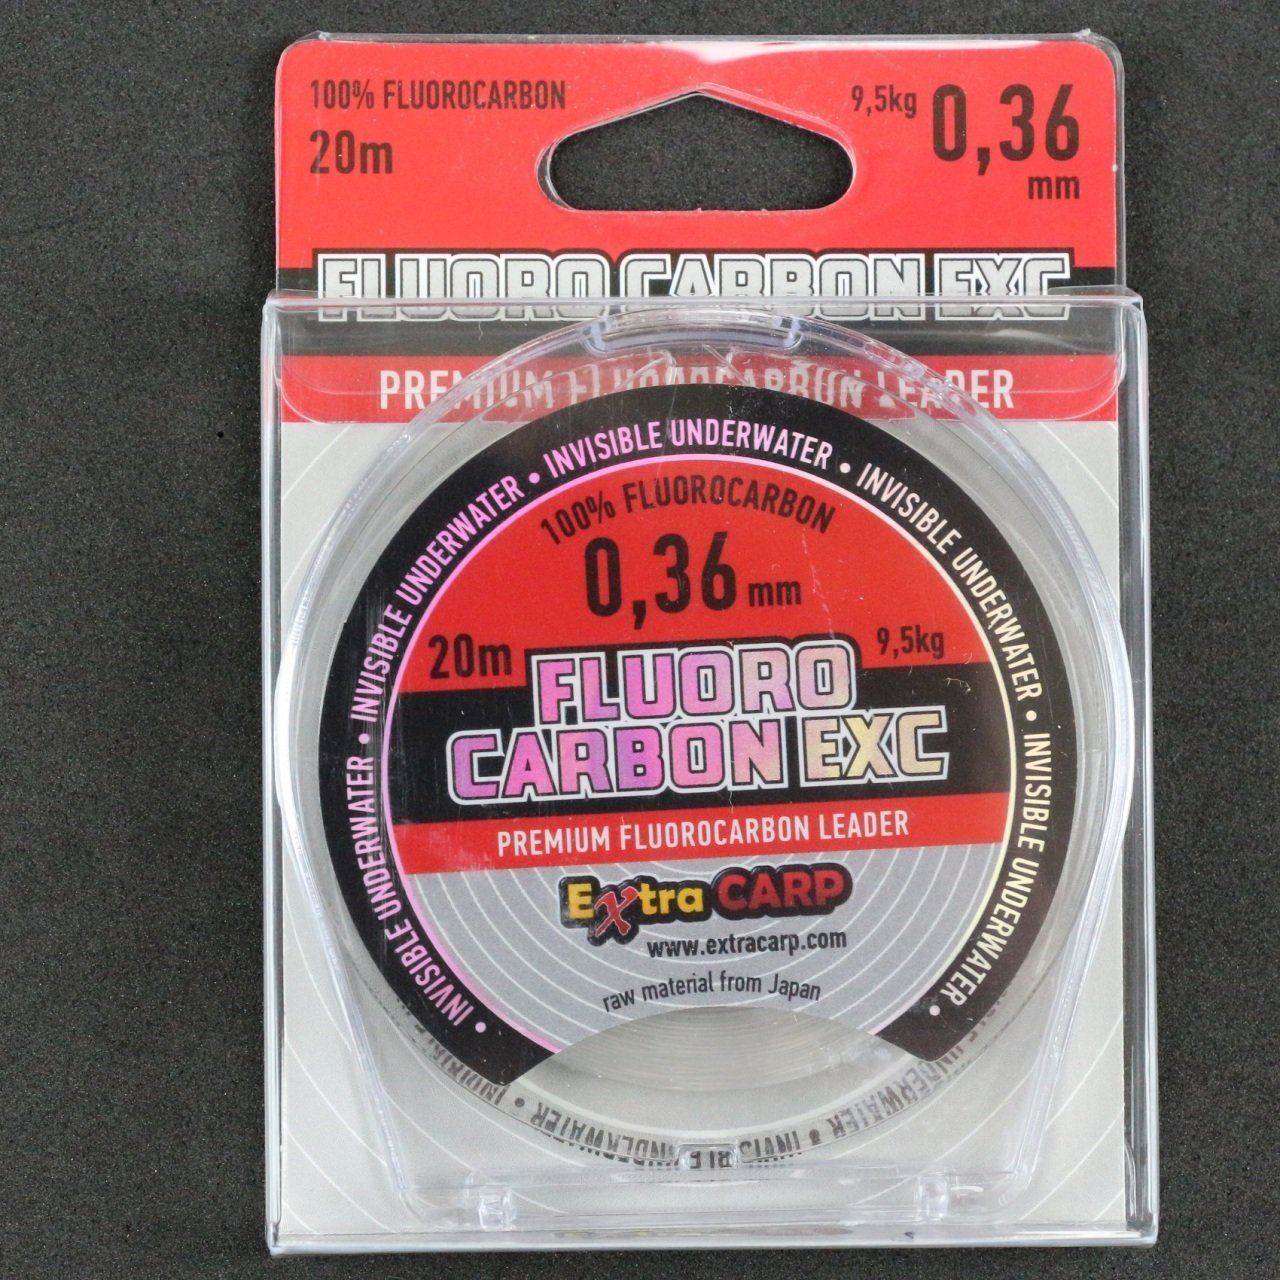 100% FLUOROCARBON
20m
9,5kg 0,36
mm
FLUORO CARBON EXC
PREMIUM FLUOROCARBON LEADER
• INVISIBLE UNDERWATER • INVISIBLE UNDERWATER • INVISIBLE UNDERWATER • INVISIBLE UNDERWATER • INVISIBLE UNDERWATER •
100% FLUOROCARBON
0,36 mm
20m
9,5kg
FLUORO
CARBON EXC
PREMIUM FLUOROCARBON LEADER
Extra CARP
www.extracarp.com
raw material from Japan